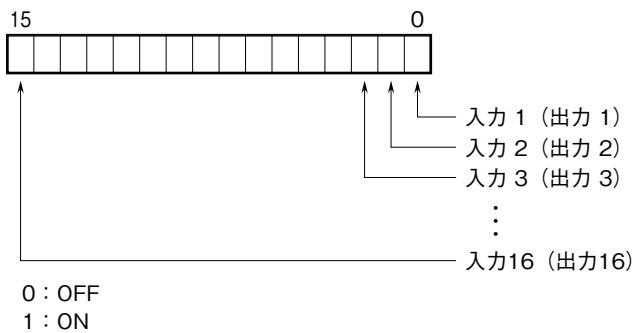 15 0
入力 1（出力 1）
入力 2（出力 2）
入力 3（出力 3）
⋮
入力16（出力16）
0：OFF
1：ON